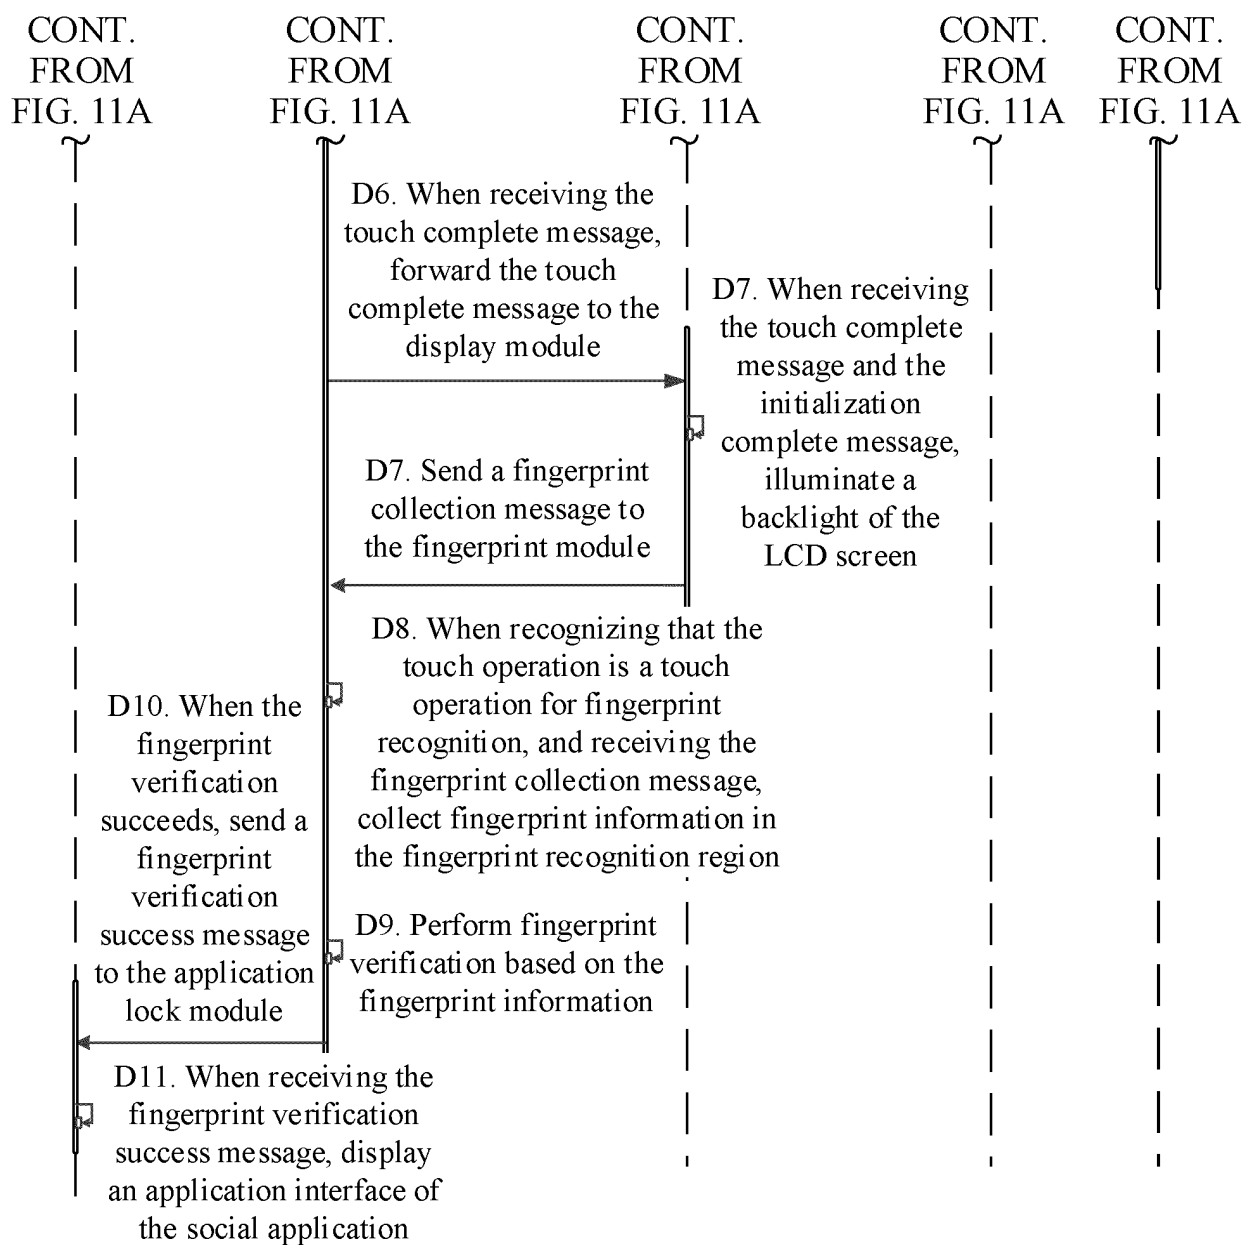 CONT.
FROM
FIG. 11A
CONT.
FROM
FIG. 11A
CONT.
FROM
FIG. 11A
CONT.
FROM
FIG. 11A
CONT.
FROM
FIG. 11A
D6. When receiving the
touch complete message,
forward the touch
complete message to the
display module
D7. When receiving
the touch complete
message and the
initialization
complete message,
illuminate a
backlight of the
LCD screen
D7. Send a fingerprint
collection message to
the fingerprint module
D8. When recognizing that the
touch operation is a touch
operation for fingerprint
recognition, and receiving the
fingerprint collection message,
collect fingerprint information in
the fingerprint recognition region
D9. Perform fingerprint
verification based on the
fingerprint information
D10. When the
fingerprint
verification
succeeds, send a
fingerprint
verification
success message
to the application
lock module
D11. When receiving the
fingerprint verification
success message, display
an application interface of
the social application